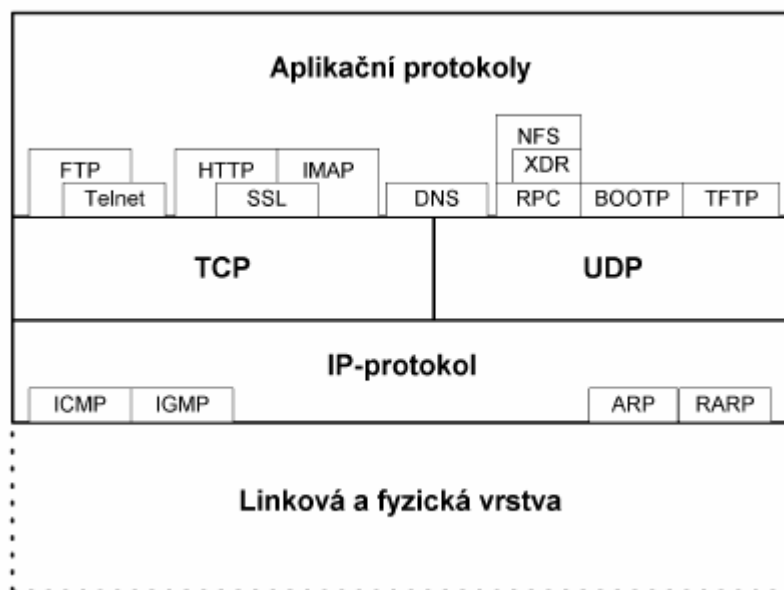 Aplikační protokoly
NFS
FTP HTTP IMAP XDR
Telnet SSL DNS RPC BOOTP TFTP
TCP UDP
IP-protokol
ICMP IGMP ARP RARP
Linková a fyzická vrstva